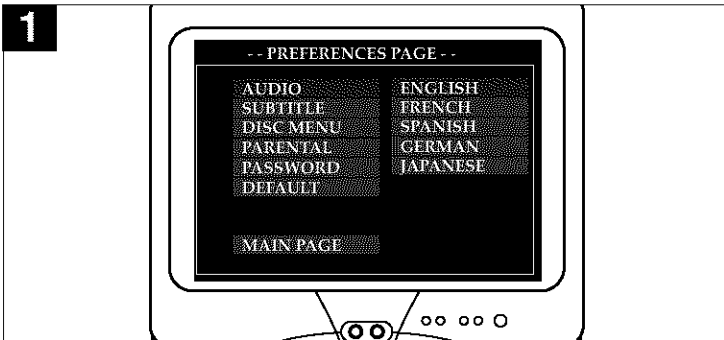 1
- - PREFERENCES PAGE - -
AUDIO
SUBTITLE
DISC MENU
PARENTAL
PASSWORD
DEFAULT
MAIN PAGE
ENGLISH
FRENCH
SPANISH
GERMAN
JAPANESE